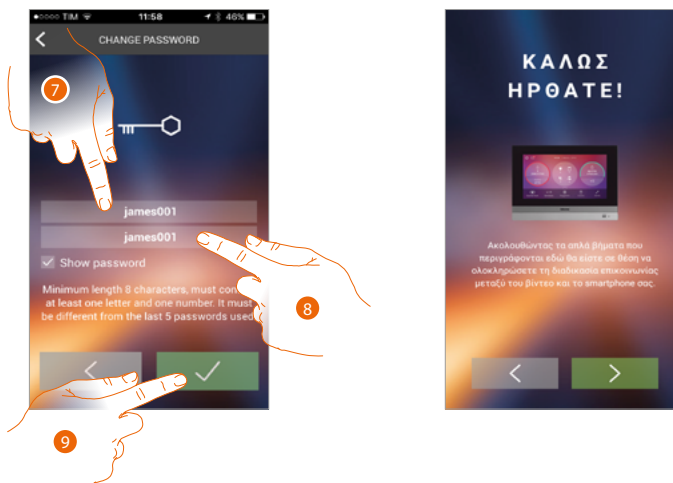 ●○○○○ TIM 11:58 46%
CHANGE PASSWORD
7
james001
james001
Show password
Minimum length 8 characters, must con
at least one letter and one number. It must
be different from the last 5 passwords used
8
9
ΚΑΛΩΣ
ΗΡΘΑΤΕ!
Ακολουθώντας τα απλά βήματα που
περιγράφονται εδώ θα είστε σε θέση να
ολοκληρώσετε τη διαδικασία επικοινωνίας
μεταξύ του βίντεο και το smartphone σας.